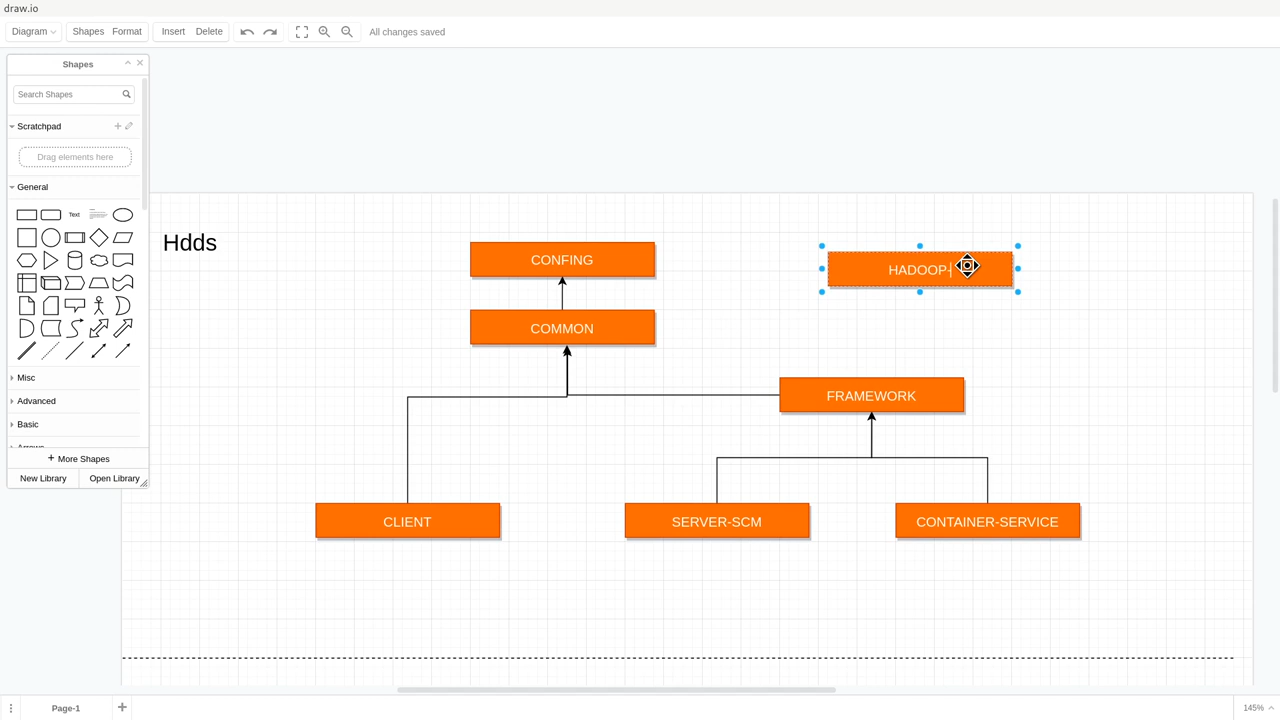 draw.io
Diagram Shapes Format Insert Delete All changes saved
Shapes
Search Shapes
Scratchpad
Drag elements here
General
Text
Misc
Advanced
Basic
Arrows
+ More Shapes
New Library Open Library
Hdds
CONFING
HADOOP-
COMMON
FRAMEWORK
CLIENT
SERVER-SCM
CONTAINER-SERVICE
Page-1
145%